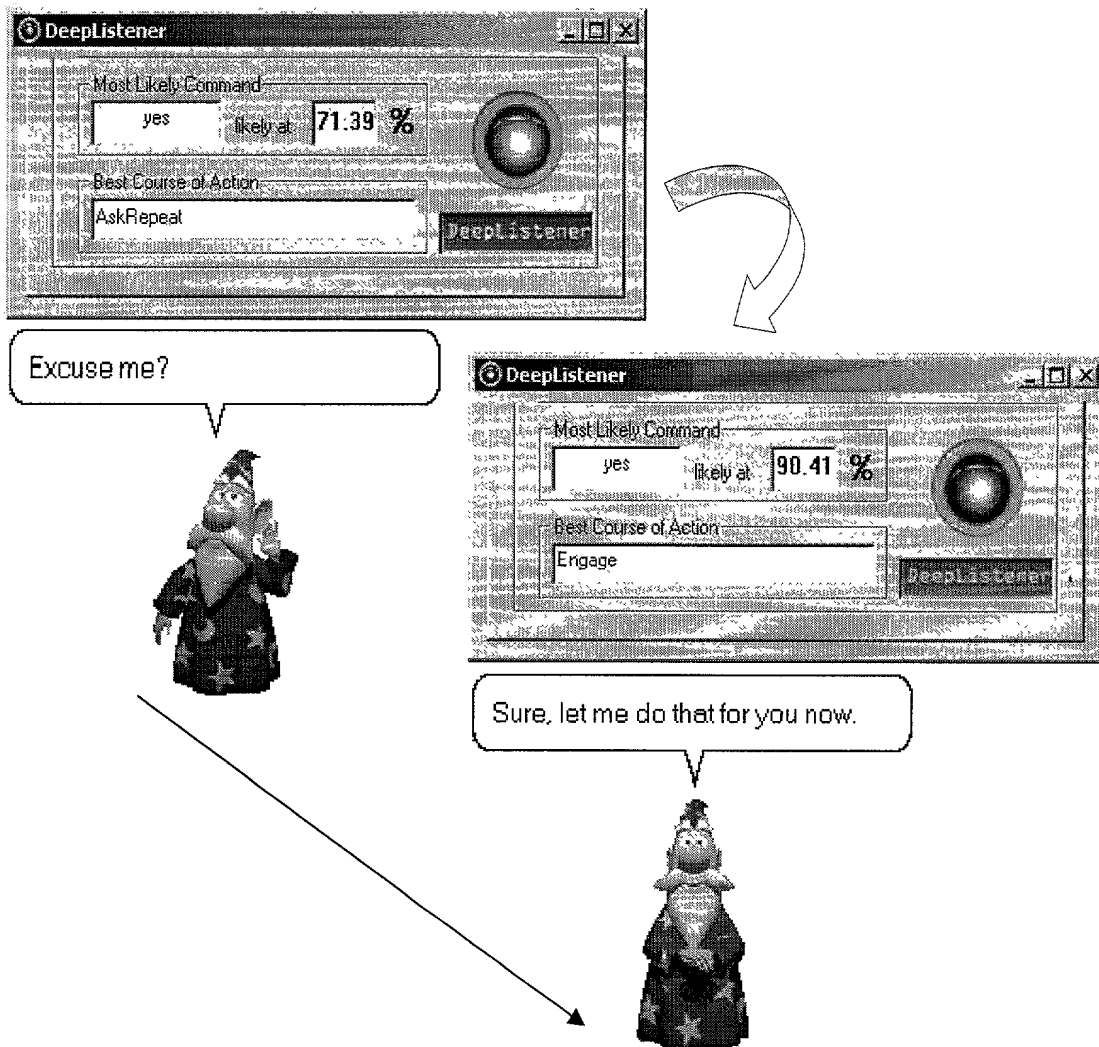 DeepListener
Most Likely Command
yes likely at 71.39 %
Best Course of Action
AskRepeat
DeepListener
Excuse me?
DeepListener
Most Likely Command
yes likely at 90.41 %
Best Course of Action
Engage
DeepListener
Sure, let me do that for you now.